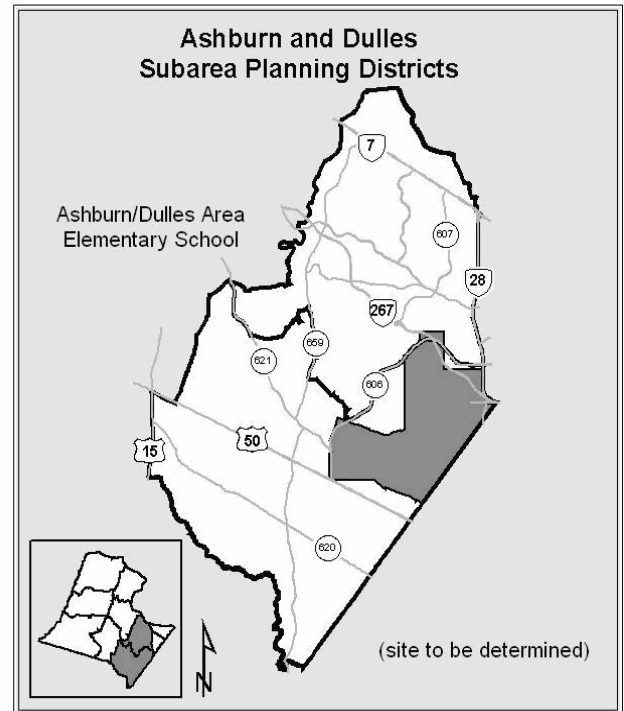 Ashburn and Dulles
Subarea Planning Districts
7
Ashburn/Dulles Area
Elementary School
607
28
267
659
621
606
50
15
620
(site to be determined)
N